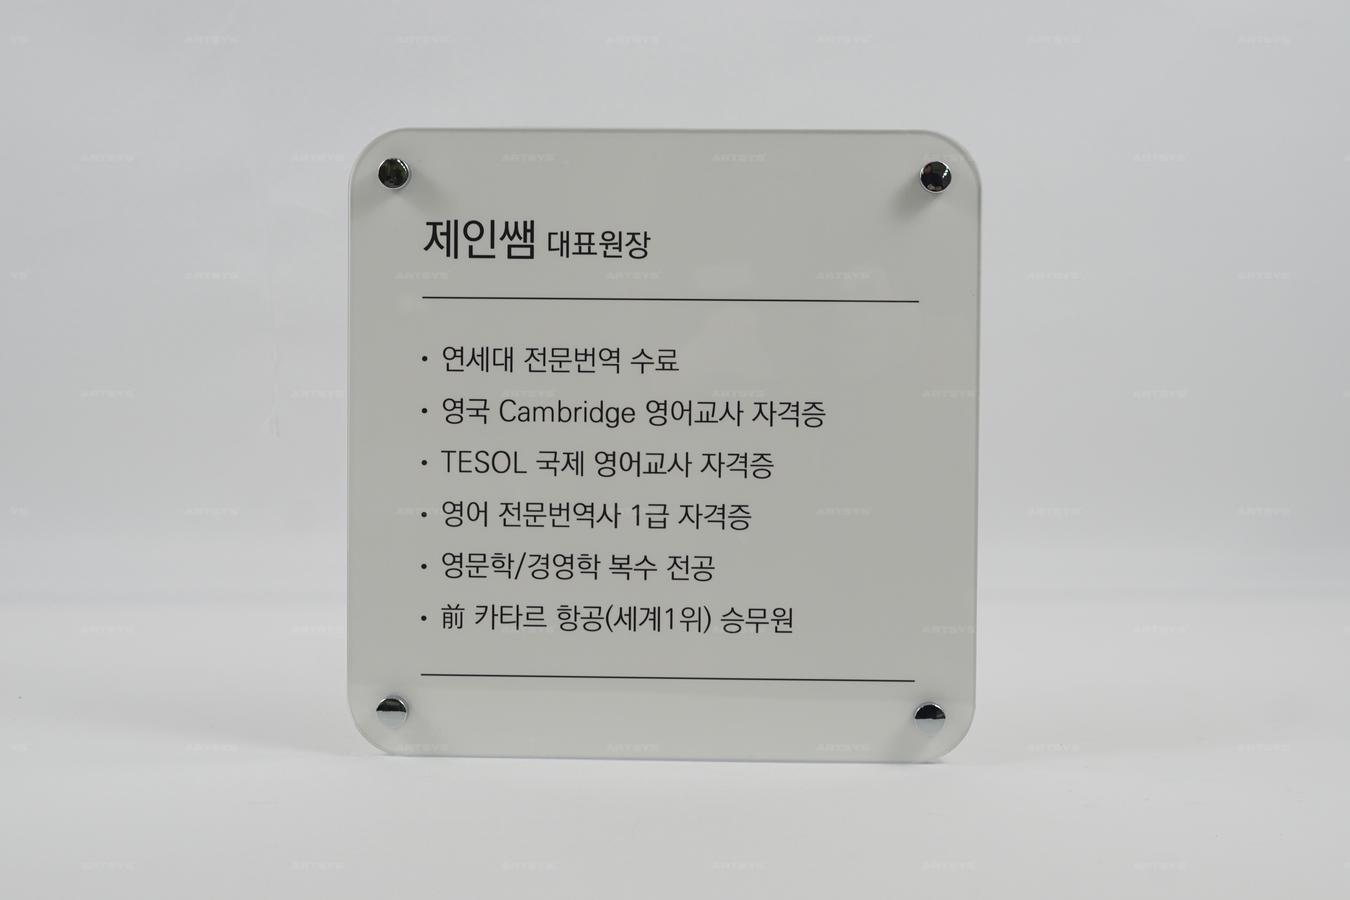 제인쌤 대표원장
• 연세대 전문번역 수료
• 영국 Cambridge 영어교사 자격증
• TESOL 국제 영어교사 자격증
• 영어 전문번역사 1급 자격증
• 영문학/경영학 복수 전공
• 前 카타르 항공(세계1위) 승무원
ARTSYS